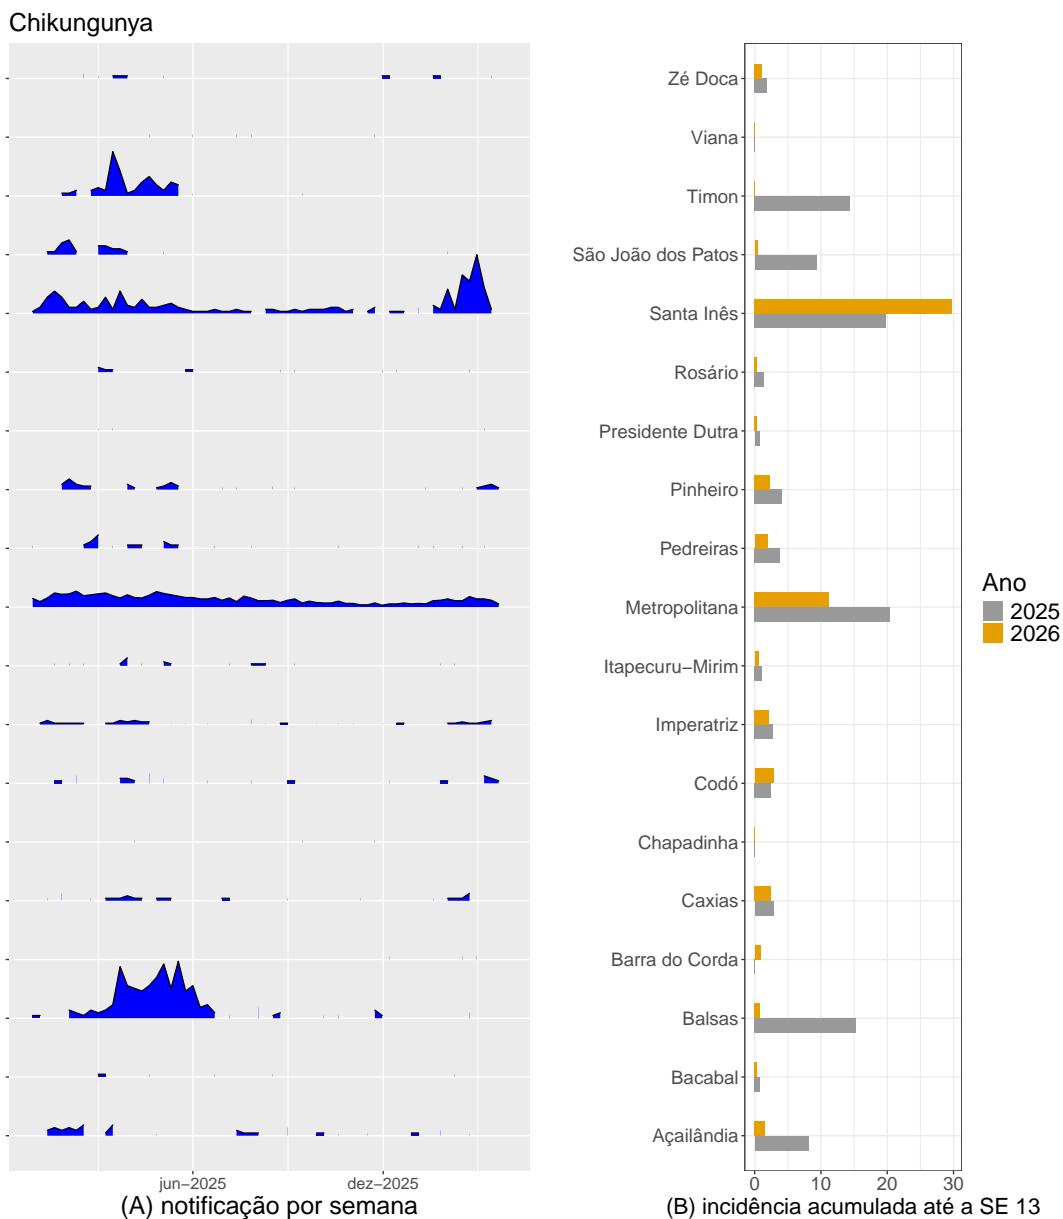 Chikungunya
Zé Doca
Viana
Timon
São João dos Patos
Santa Inês
Rosário
Presidente Dutra
Pinheiro
Pedreiras
Metropolitana
Itapecuru−Mirim
Imperatriz
Codó
Chapadinha
Caxias
Barra do Corda
Balsas
Bacabal
Açailândia
Ano
2025
2026
jun−2025 dez−2025
0 10 20 30
(A) notificação por semana
(B) incidência acumulada até a SE 13